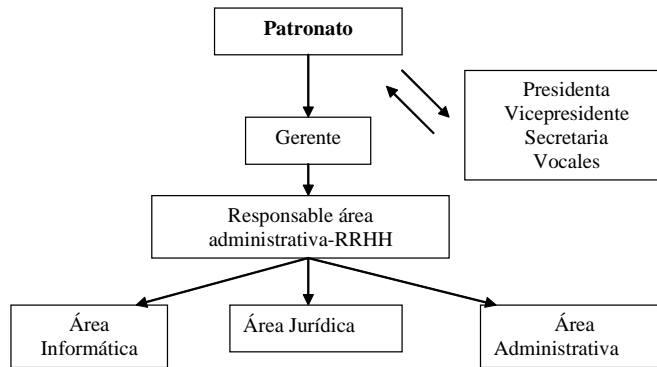 Patronato
Presidenta
Vicepresidente
Secretaria
Vocales
Gerente
Responsable área
administrativa-RRHH
Área
Informática
Área Jurídica
Área
Administrativa